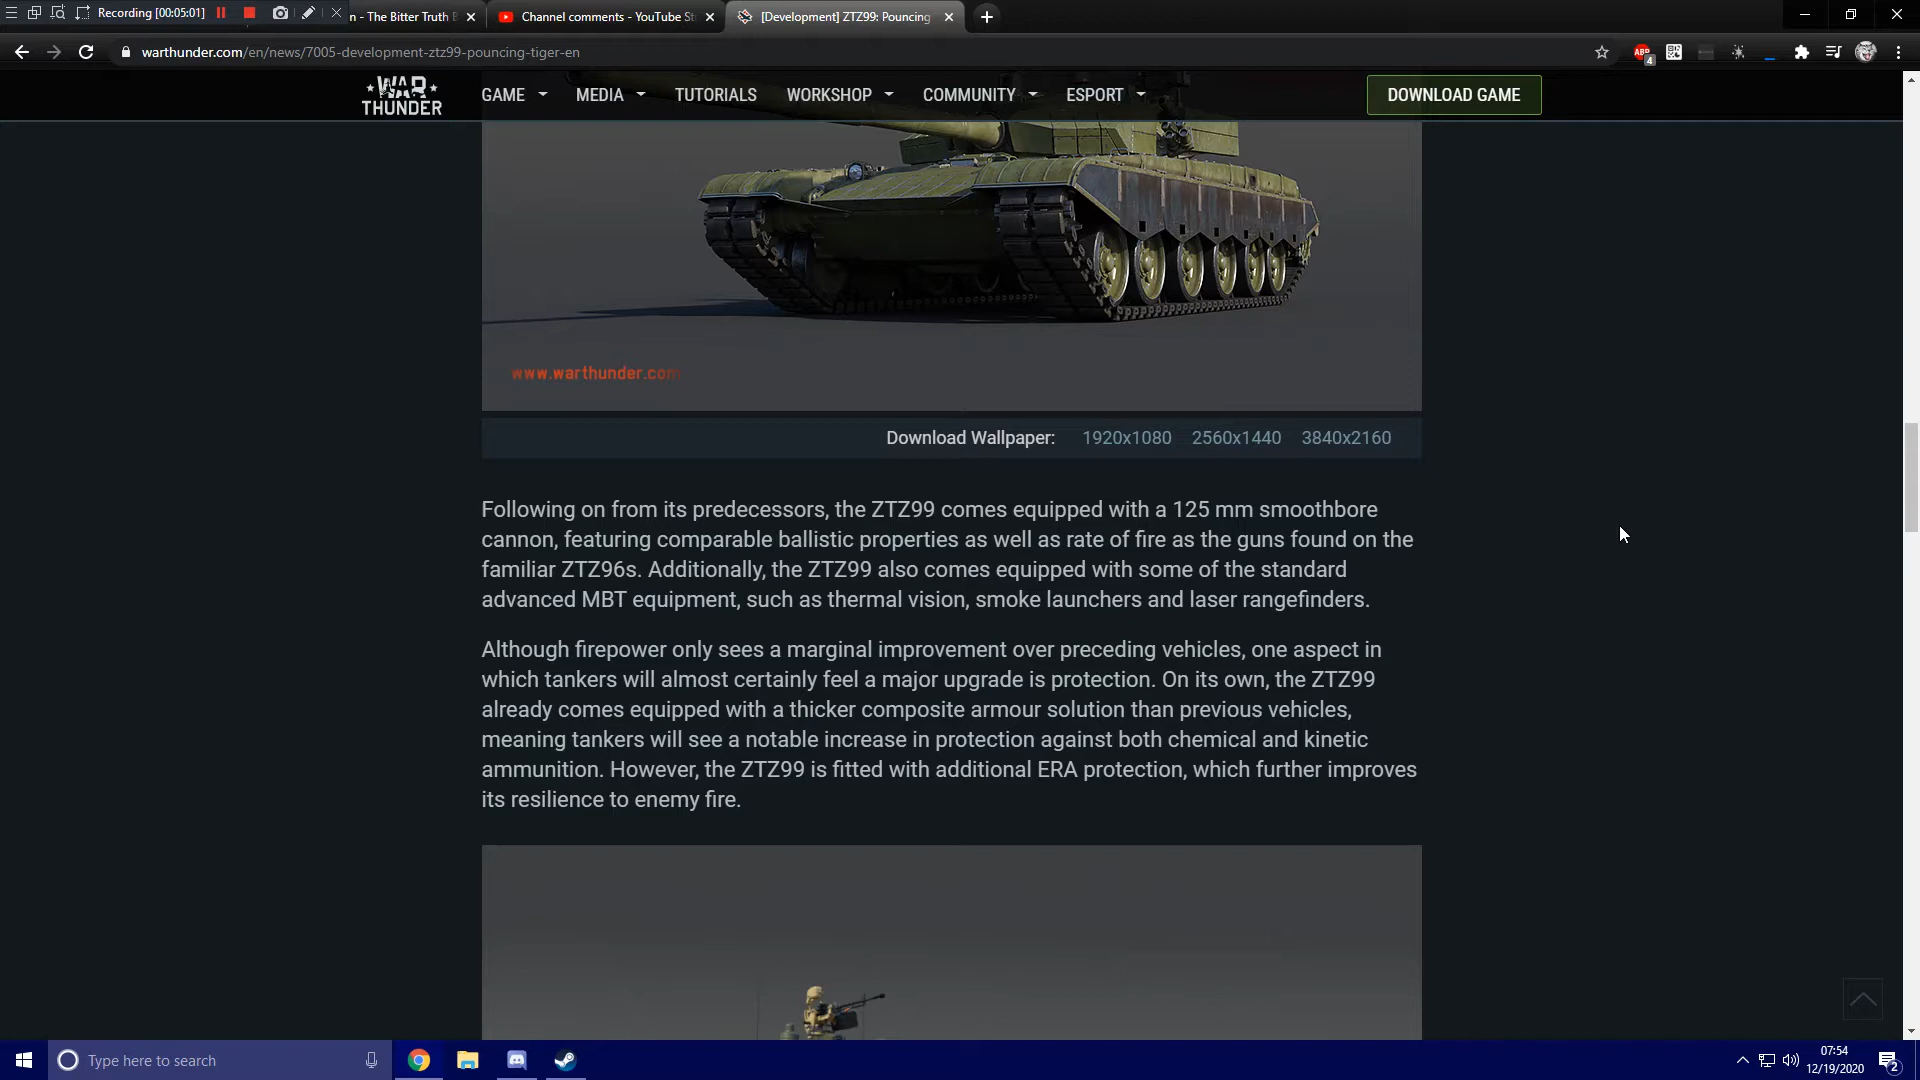 Recording [00:05:01]
n - The Bitter Truth B
Channel comments - YouTube St
[Development] ZTZ99: Pouncing
warthunder.com/en/news/7005-development-ztz99-pouncing-tiger-en
ABP
4
WAR
THUNDER
GAME
MEDIA
TUTORIALS
WORKSHOP
COMMUNITY
ESPORT
DOWNLOAD GAME
www.warthunder.com
Download Wallpaper: 1920x1080 2560x1440 3840x2160
Following on from its predecessors, the ZTZ99 comes equipped with a 125 mm smoothbore
cannon, featuring comparable ballistic properties as well as rate of fire as the guns found on the
familiar ZTZ96s. Additionally, the ZTZ99 also comes equipped with some of the standard
advanced MBT equipment, such as thermal vision, smoke launchers and laser rangefinders.
Although firepower only sees a marginal improvement over preceding vehicles, one aspect in
which tankers will almost certainly feel a major upgrade is protection. On its own, the ZTZ99
already comes equipped with a thicker composite armour solution than previous vehicles,
meaning tankers will see a notable increase in protection against both chemical and kinetic
ammunition. However, the ZTZ99 is fitted with additional ERA protection, which further improves
its resilience to enemy fire.
Type here to search
07:54
12/19/2020
2